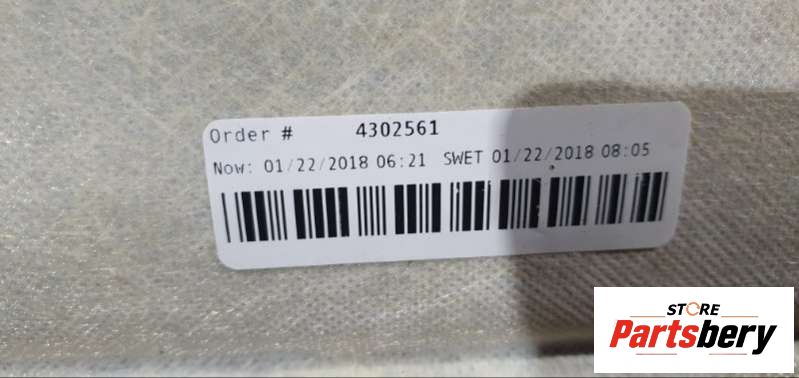 Order # 4302561
Now: 01/22/2018 06:21 SWET 01/22/2018 08:05
STORE
Partsbery